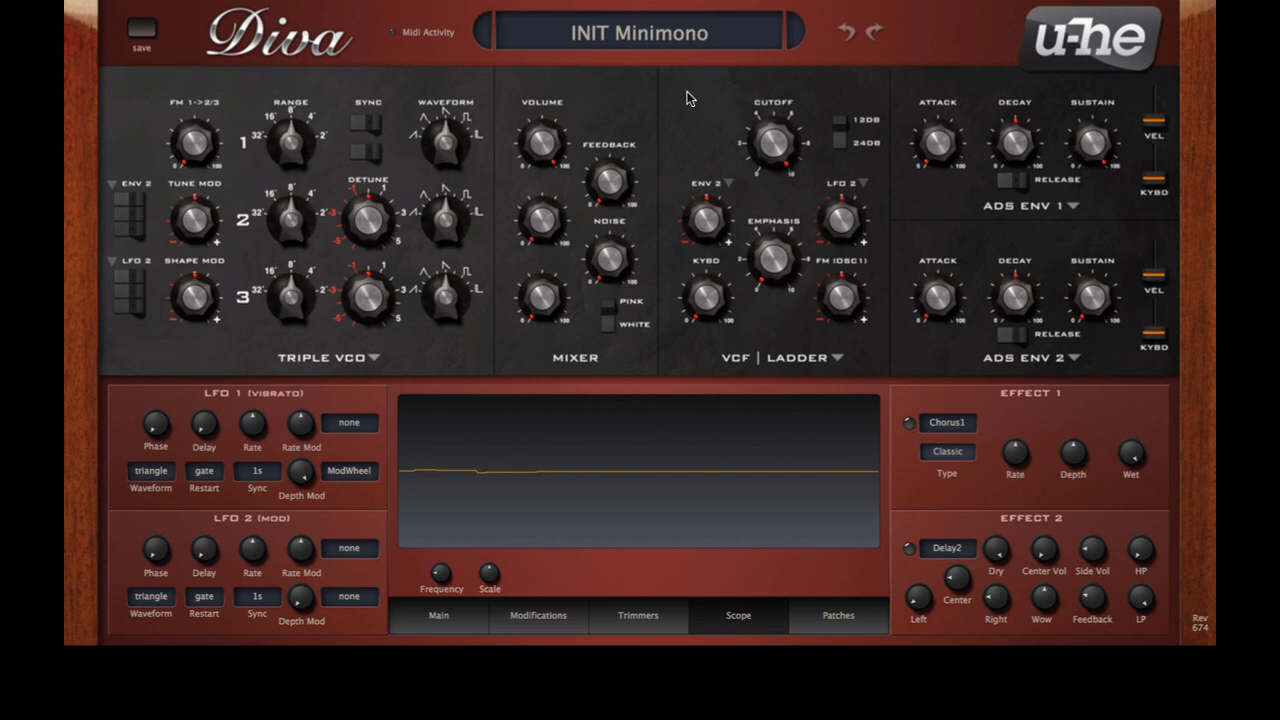 save
Diva
Midi Activity
INIT Minimono
u-he
FM 1->2/3
RANGE
SYNC
WAVEFORM
VOLUME
CUTOFF
ATTACK
DECAY
SUSTAIN
1
32' 16' 8' 4' 2'
0 100
FEEDBACK
12DB
24DB
VEL
RELEASE
ENV 2
TUNE MOD
DETUNE
ENV 2
LFO 2
KYBD
ADS ENV 1
2
NOISE
EMPHASIS
LFO 2
SHAPE MOD
KYBD
FM (OSC1)
ATTACK
DECAY
SUSTAIN
3
VEL
PINK
WHITE
RELEASE
KYBD
TRIPLE VCO
MIXER
VCF | LADDER
ADS ENV 2
LFO 1 (VIBRATO)
none
Phase
Delay
Rate
Rate Mod
triangle
gate
1s
ModWheel
Waveform
Restart
Sync
Depth Mod
LFO 2 (MOD)
none
Phase
Delay
Rate
Rate Mod
triangle
gate
1s
none
Waveform
Restart
Sync
Depth Mod
Frequency
Scale
Main
Modifications
Trimmers
Scope
Patches
EFFECT 1
Chorus1
Classic
Type
Rate
Depth
Wet
EFFECT 2
Delay2
Dry
Center Vol
Side Vol
HP
Center
Left
Right
Wow
Feedback
LP
Rev
674